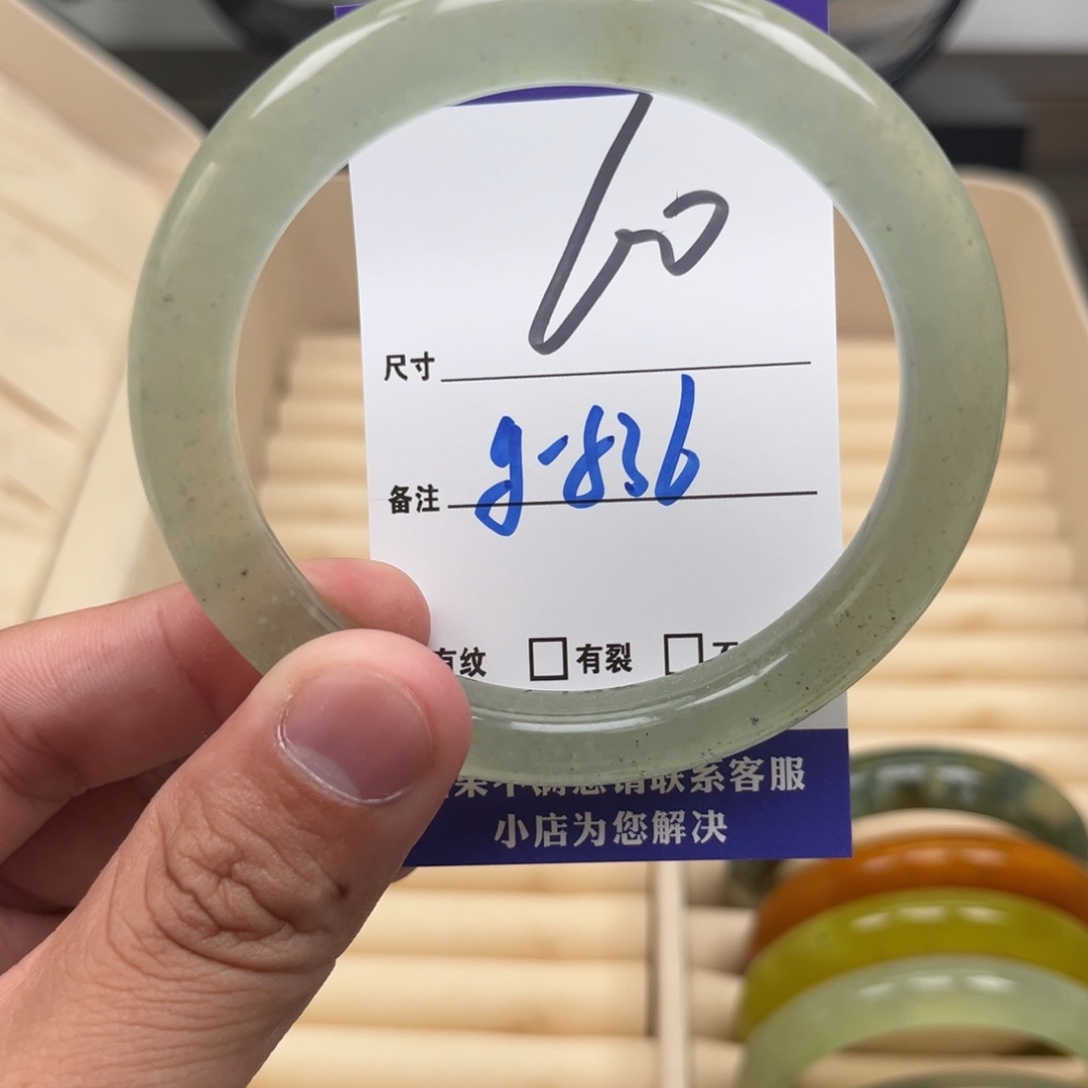 尺寸 60
备注 g-836
有纹 □有裂 □
果不满意请联系客服
小店为您解决